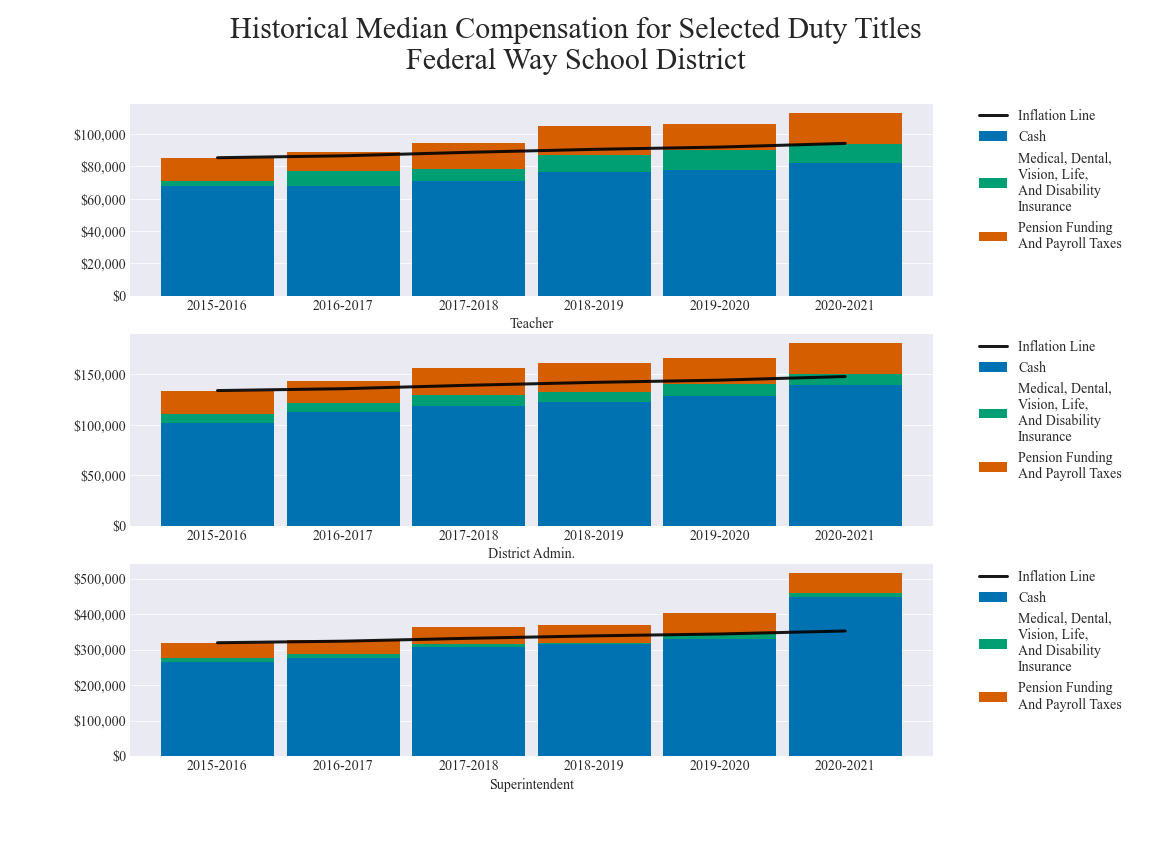 Historical Median Compensation for Selected Duty Titles
Federal Way School District
$100,000
$80,000
$60,000
$40,000
$20,000
$0
2015-2016
2016-2017
2017-2018
2018-2019
2019-2020
2020-2021
Teacher
Inflation Line
Cash
Medical, Dental,
Vision, Life,
And Disability
Insurance
Pension Funding
And Payroll Taxes
$150,000
$100,000
$50,000
$0
2015-2016
2016-2017
2017-2018
2018-2019
2019-2020
2020-2021
District Admin.
Inflation Line
Cash
Medical, Dental,
Vision, Life,
And Disability
Insurance
Pension Funding
And Payroll Taxes
$500,000
$400,000
$300,000
$200,000
$100,000
$0
2015-2016
2016-2017
2017-2018
2018-2019
2019-2020
2020-2021
Superintendent
Inflation Line
Cash
Medical, Dental,
Vision, Life,
And Disability
Insurance
Pension Funding
And Payroll Taxes